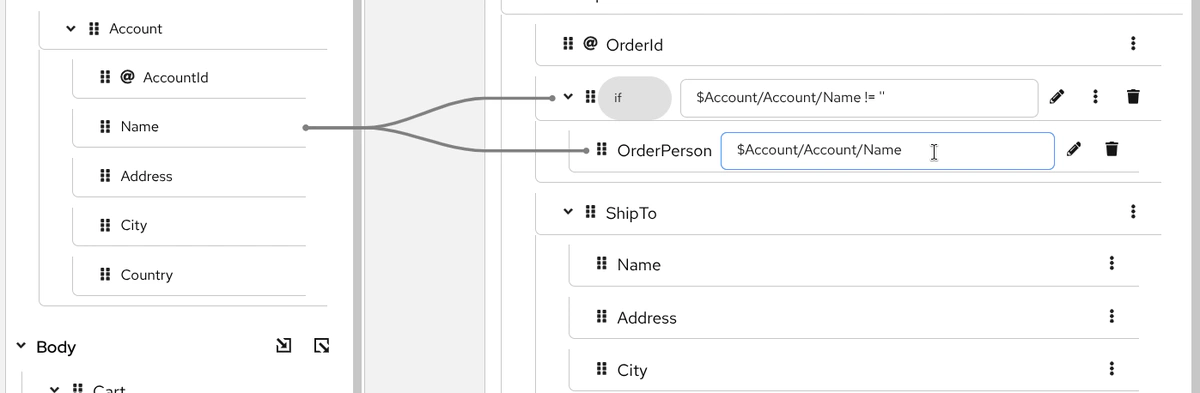 Account
@ AccountId
Name
Address
City
Country
Body
Cart
@ OrderId
if $Account/Account/Name != ''
OrderPerson $Account/Account/Name
ShipTo
Name
Address
City